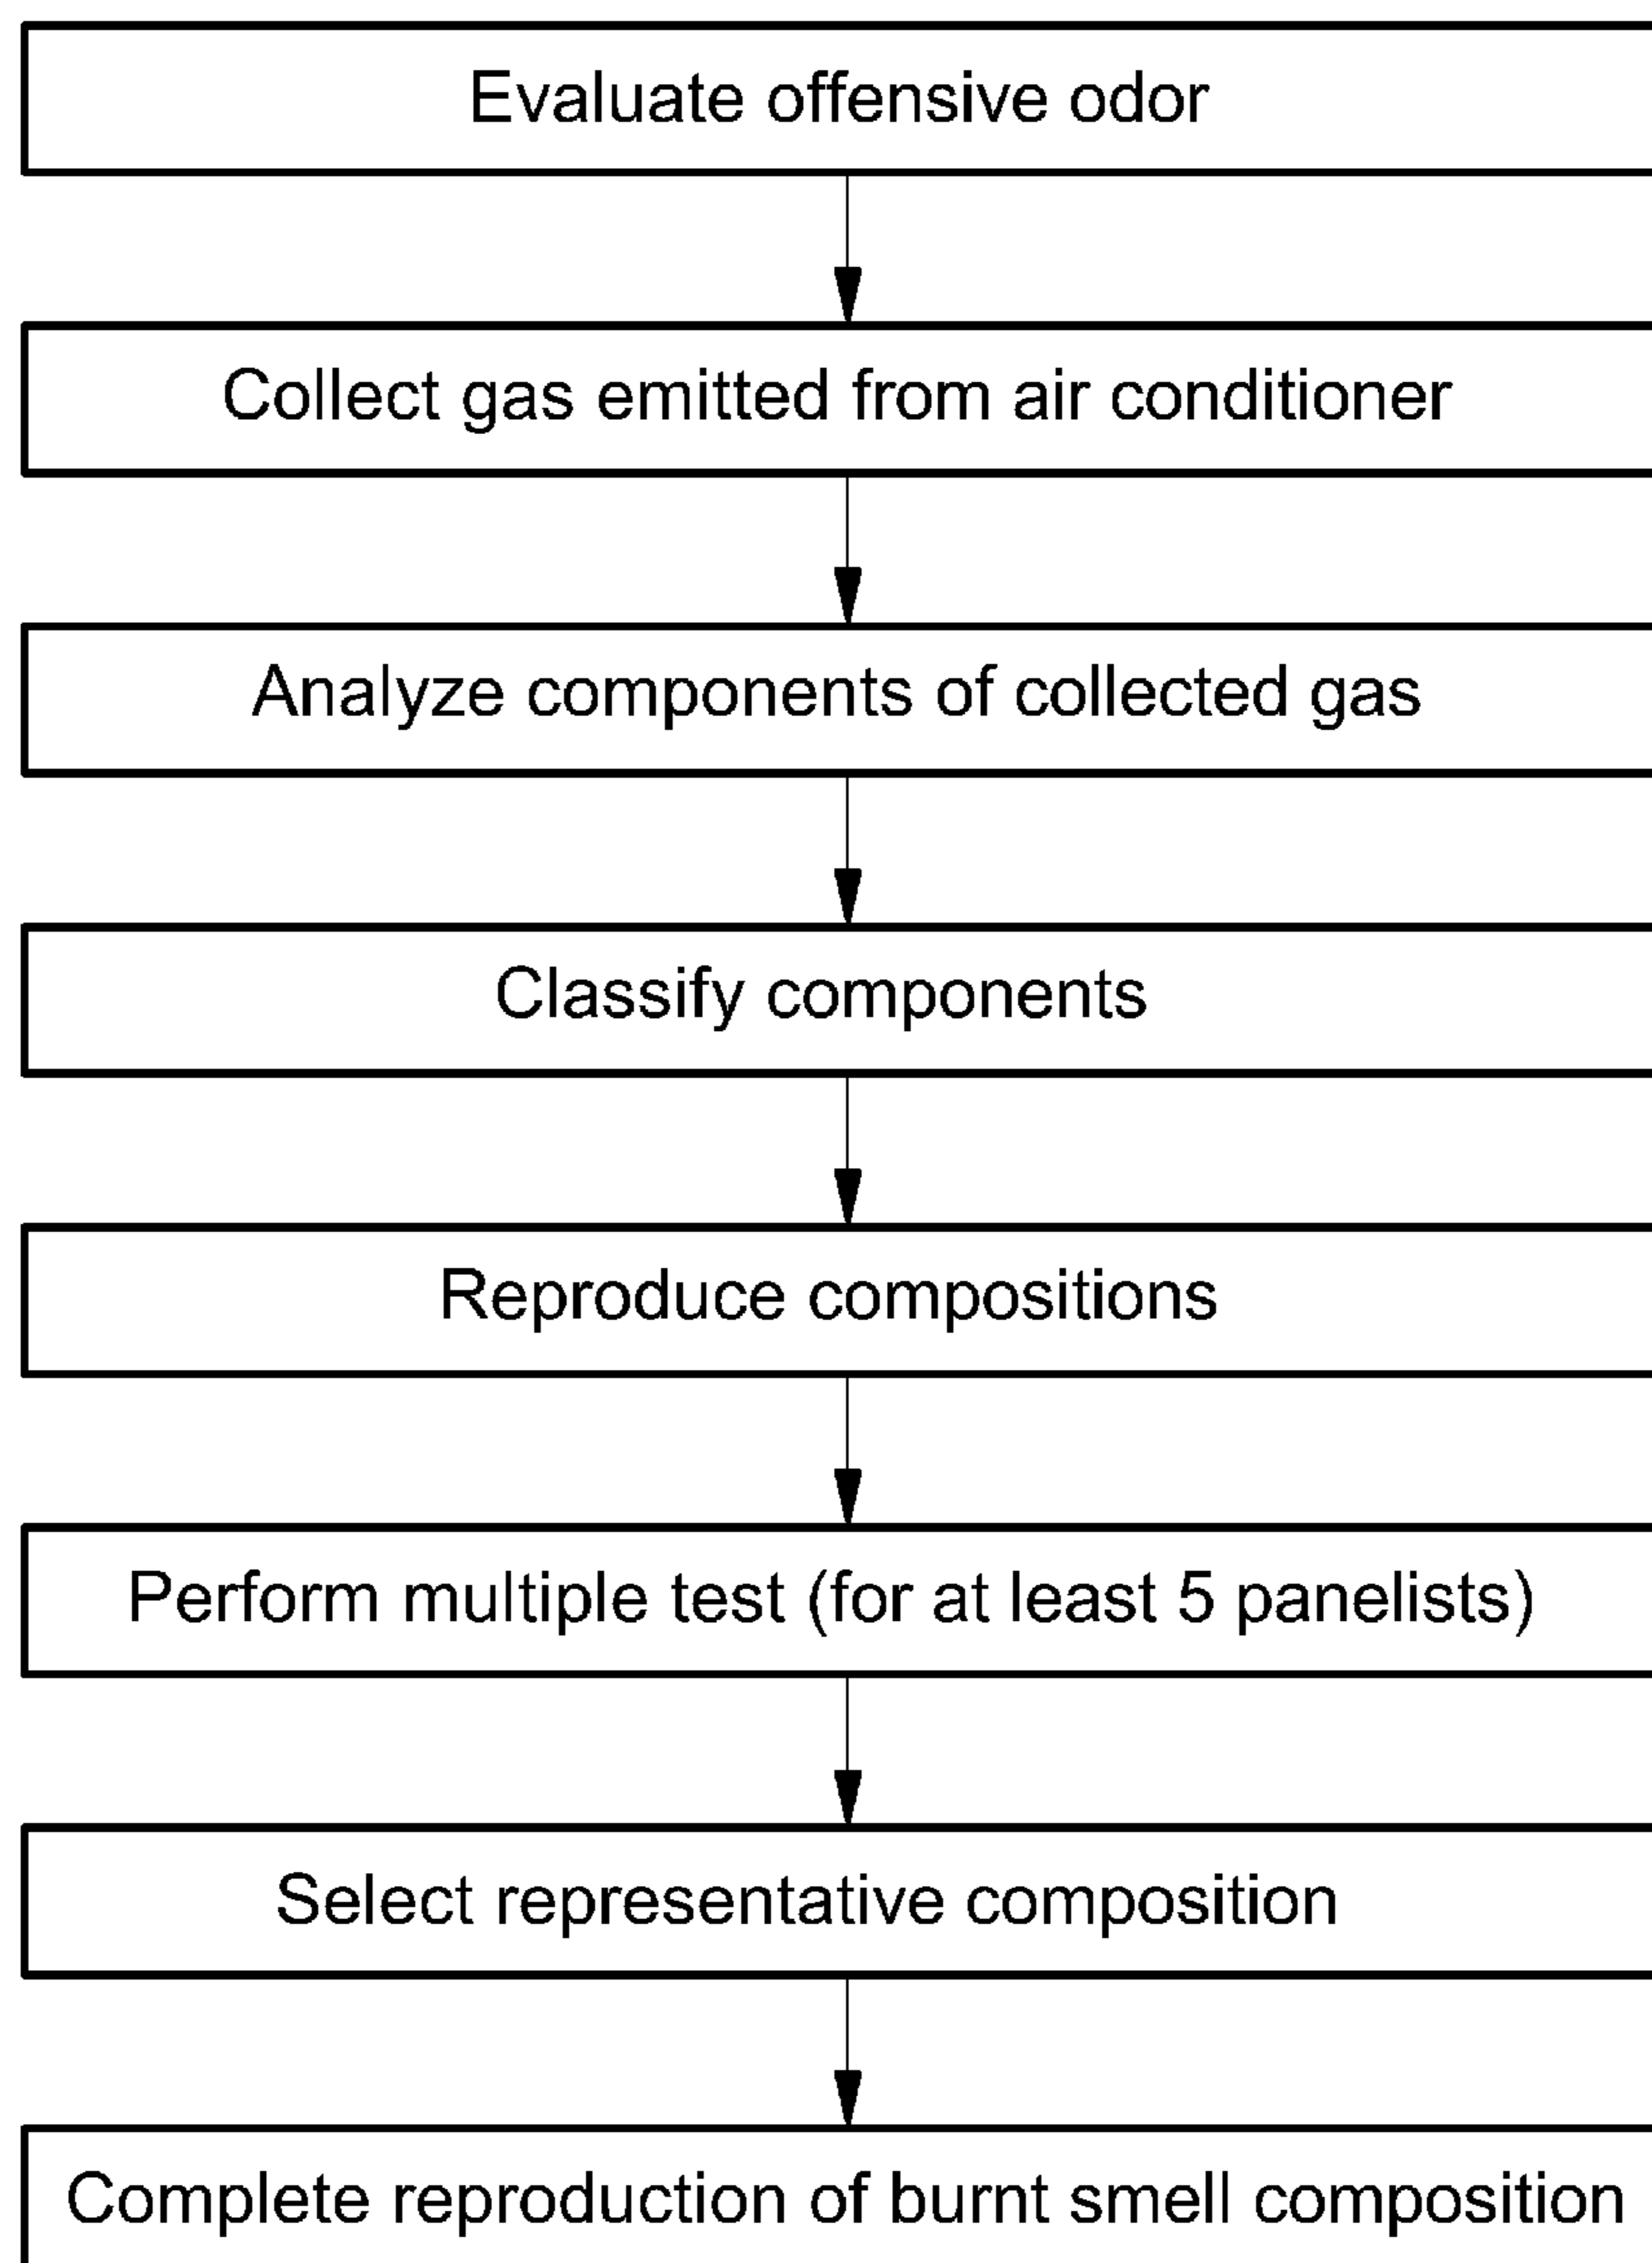 Evaluate offensive odor
Collect gas emitted from air conditioner
Analyze components of collected gas
Classify components
Reproduce compositions
Perform multiple test (for at least 5 panelists)
Select representative composition
Complete reproduction of burnt smell composition